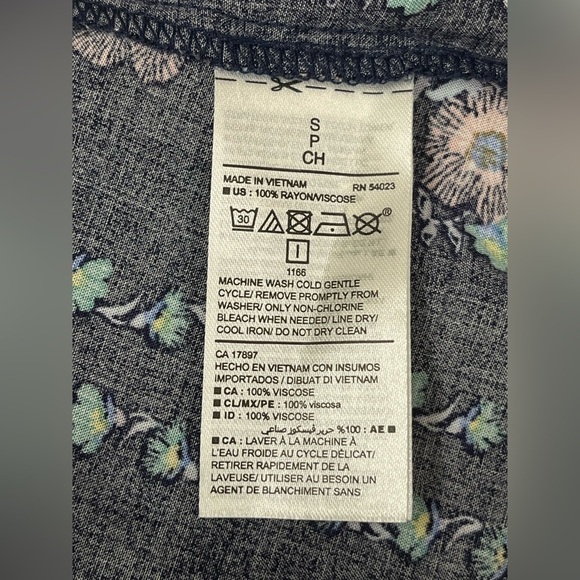 S
P
CH
MADE IN VIETNAM RN 54023
■ US : 100% RAYON/VISCOSE
30 ®
1166
MACHINE WASH COLD GENTLE
CYCLE/ REMOVE PROMPTLY FROM
WASHER/ ONLY NON-CHLORINE
BLEACH WHEN NEEDED/ LINE DRY/
COOL IRON/ DO NOT DRY CLEAN
CA 17897
HECHO EN VIETNAM CON INSUMOS
IMPORTADOS / DIBUAT DI VIETNAM
■ CA : 100% VISCOSE
■ CL/MX/PE : 100% viscosa
■ ID : 100% VISCOSE
■ AE : 100% حرير ڤيسكوز صناعي
■ CA : LAVER À LA MACHINE À
L'EAU FROIDE AU CYCLE DÉLICAT/
RETIRER RAPIDEMENT DE LA
LAVEUSE/ UTILISER AU BESOIN UN
AGENT DE BLANCHIMENT SANS